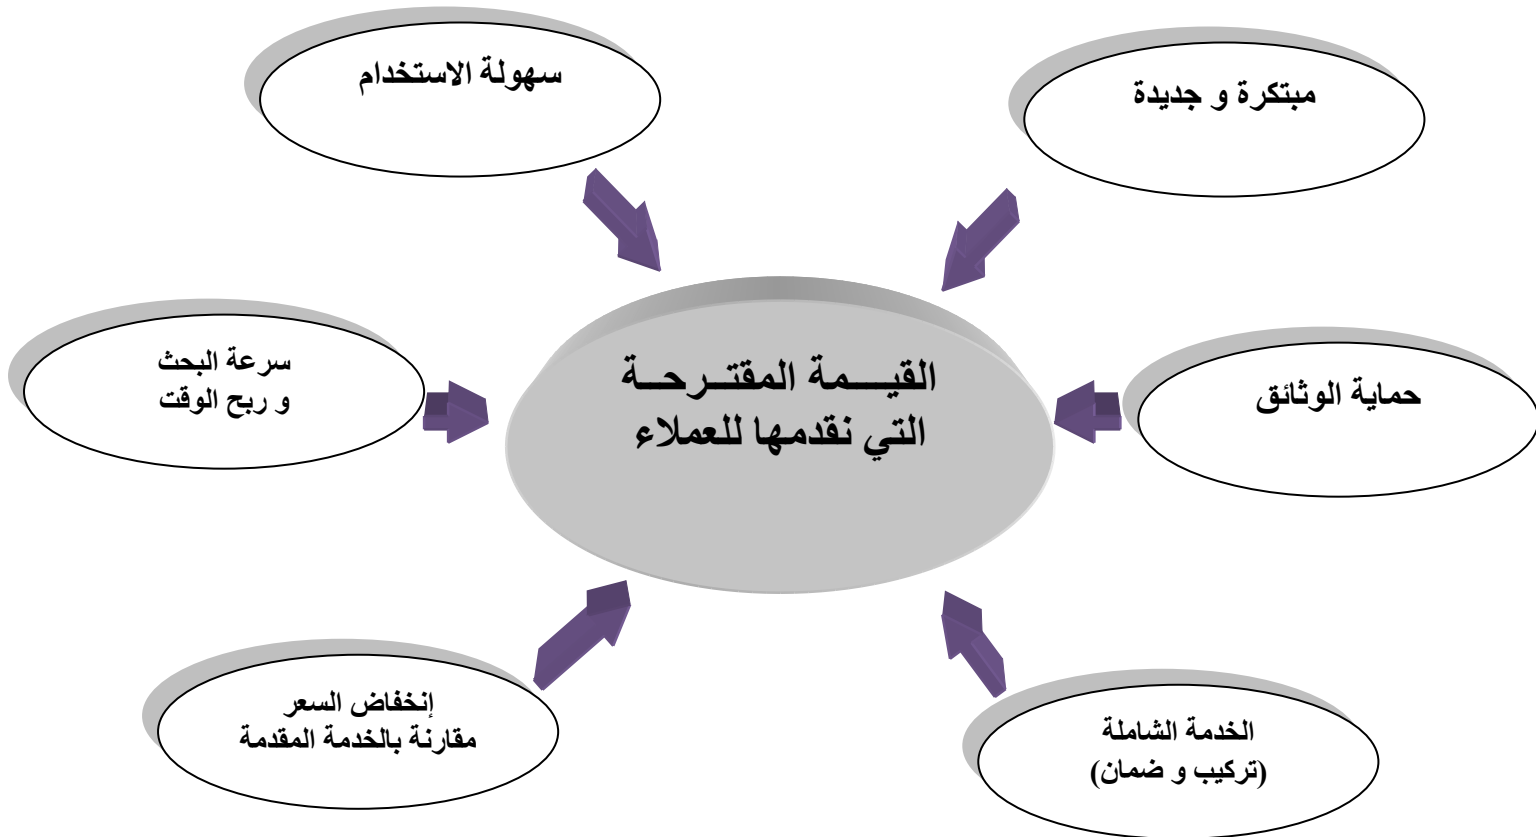 سهولة الاستخدام
مبتكرة و جديدة
القيـــــمة المقتــرحــة
التي نقدمها للعملاء
سرعة البحث
و ربح الوقت
حماية الوثائق
إنخفاض السعر
مقارنة بالخدمة المقدمة
الخدمة الشاملة
(تركيب و ضمان)